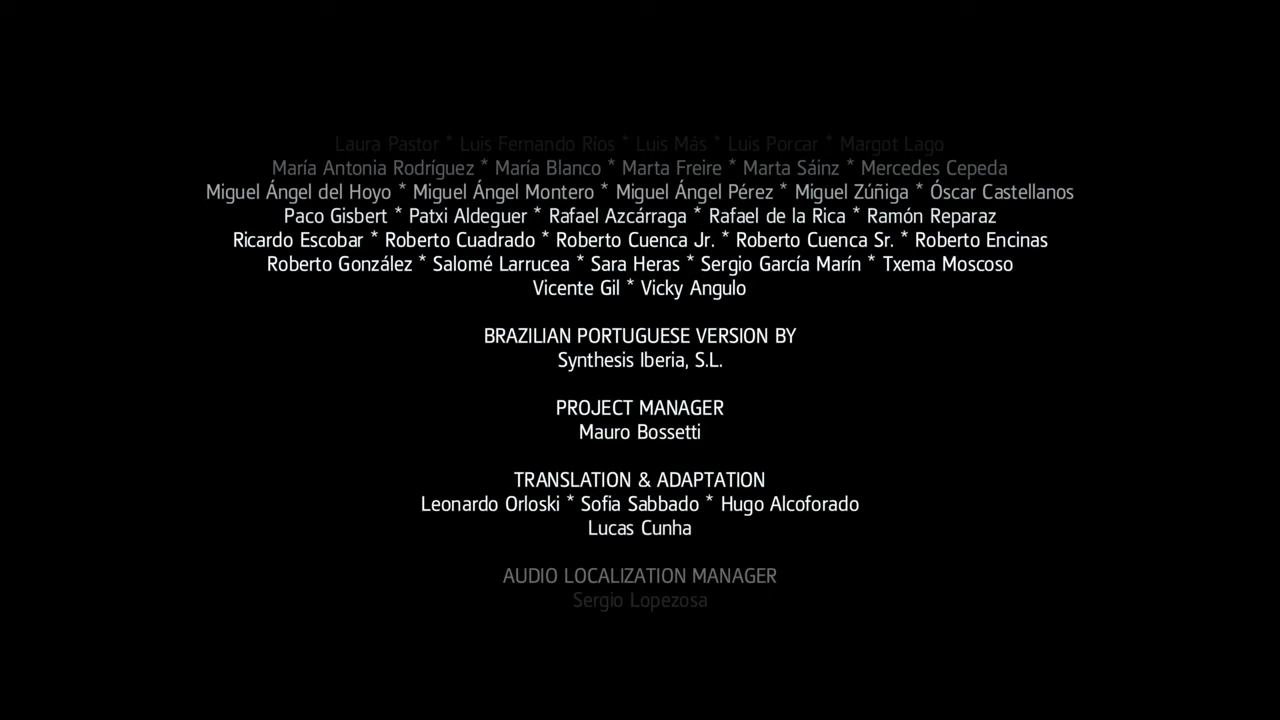 Laura Pastor * Luis Fernando Ríos * Luis Más * Luis Porcar * Margot Lago
María Antonia Rodríguez * María Blanco * Marta Freire * Marta Sáinz * Mercedes Cepeda
Miguel Ángel del Hoyo * Miguel Ángel Montero * Miguel Ángel Pérez * Miguel Zúñiga * Óscar Castellanos
Paco Gisbert * Patxi Aldeguer * Rafael Azcárraga * Rafael de la Rica * Ramón Reparaz
Ricardo Escobar * Roberto Cuadrado * Roberto Cuenca Jr. * Roberto Cuenca Sr. * Roberto Encinas
Roberto González * Salomé Larrucea * Sara Heras * Sergio García Marín * Txema Moscoso
Vicente Gil * Vicky Angulo
BRAZILIAN PORTUGUESE VERSION BY
Synthesis Iberia, S.L.
PROJECT MANAGER
Mauro Bossetti
TRANSLATION & ADAPTATION
Leonardo Orloski * Sofia Sabbado * Hugo Alcoforado
Lucas Cunha
AUDIO LOCALIZATION MANAGER
Sergio Lopezosa